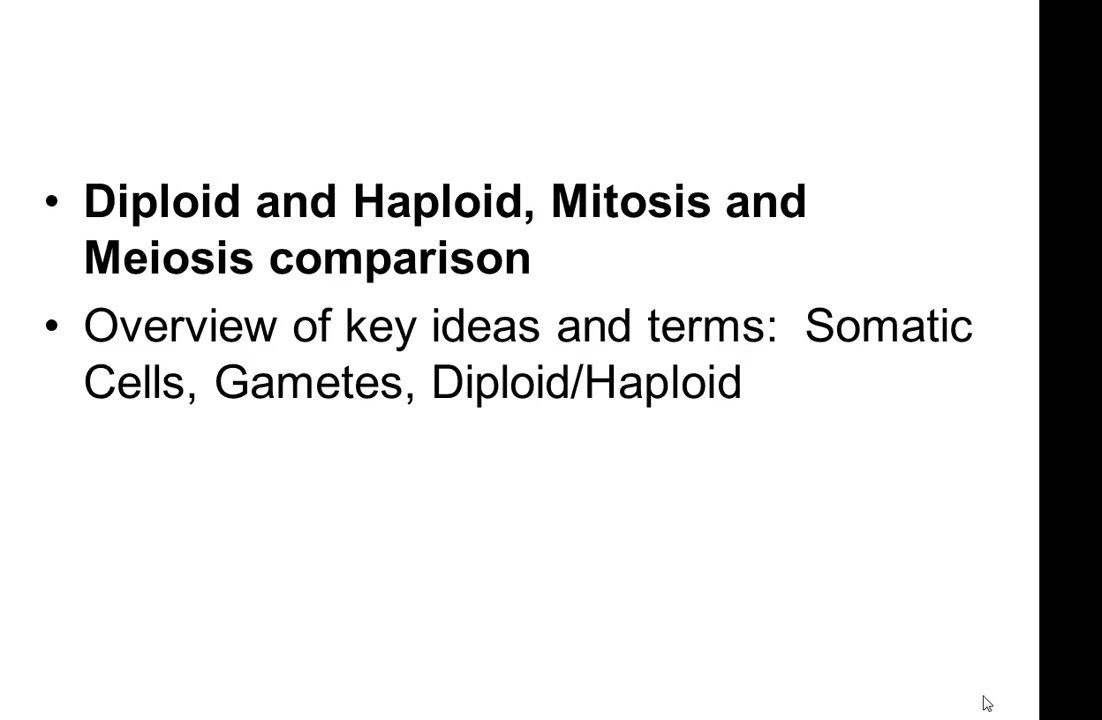 • Diploid and Haploid, Mitosis and
Meiosis comparison
• Overview of key ideas and terms:  Somatic
Cells, Gametes, Diploid/Haploid